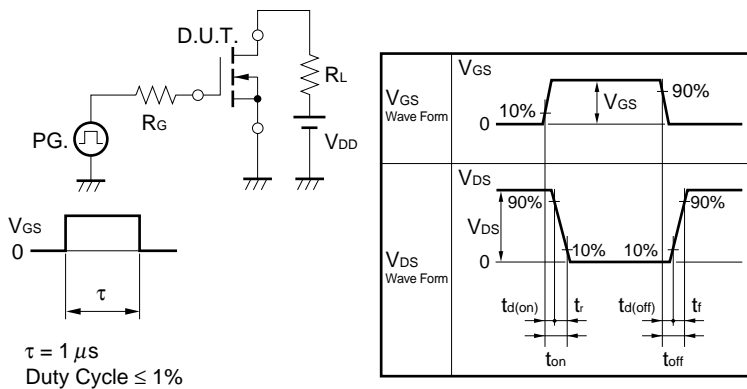 D.U.T.
RL
RG
PG.
VDD
VGS
0
τ
τ = 1 μs
Duty Cycle ≤ 1%
VGS
Wave Form
VGS
10%
VGS
90%
0
VDS
Wave Form
VDS
90%
VDS
90%
10%
10%
0
td(on)
tr
td(off)
tf
ton
toff